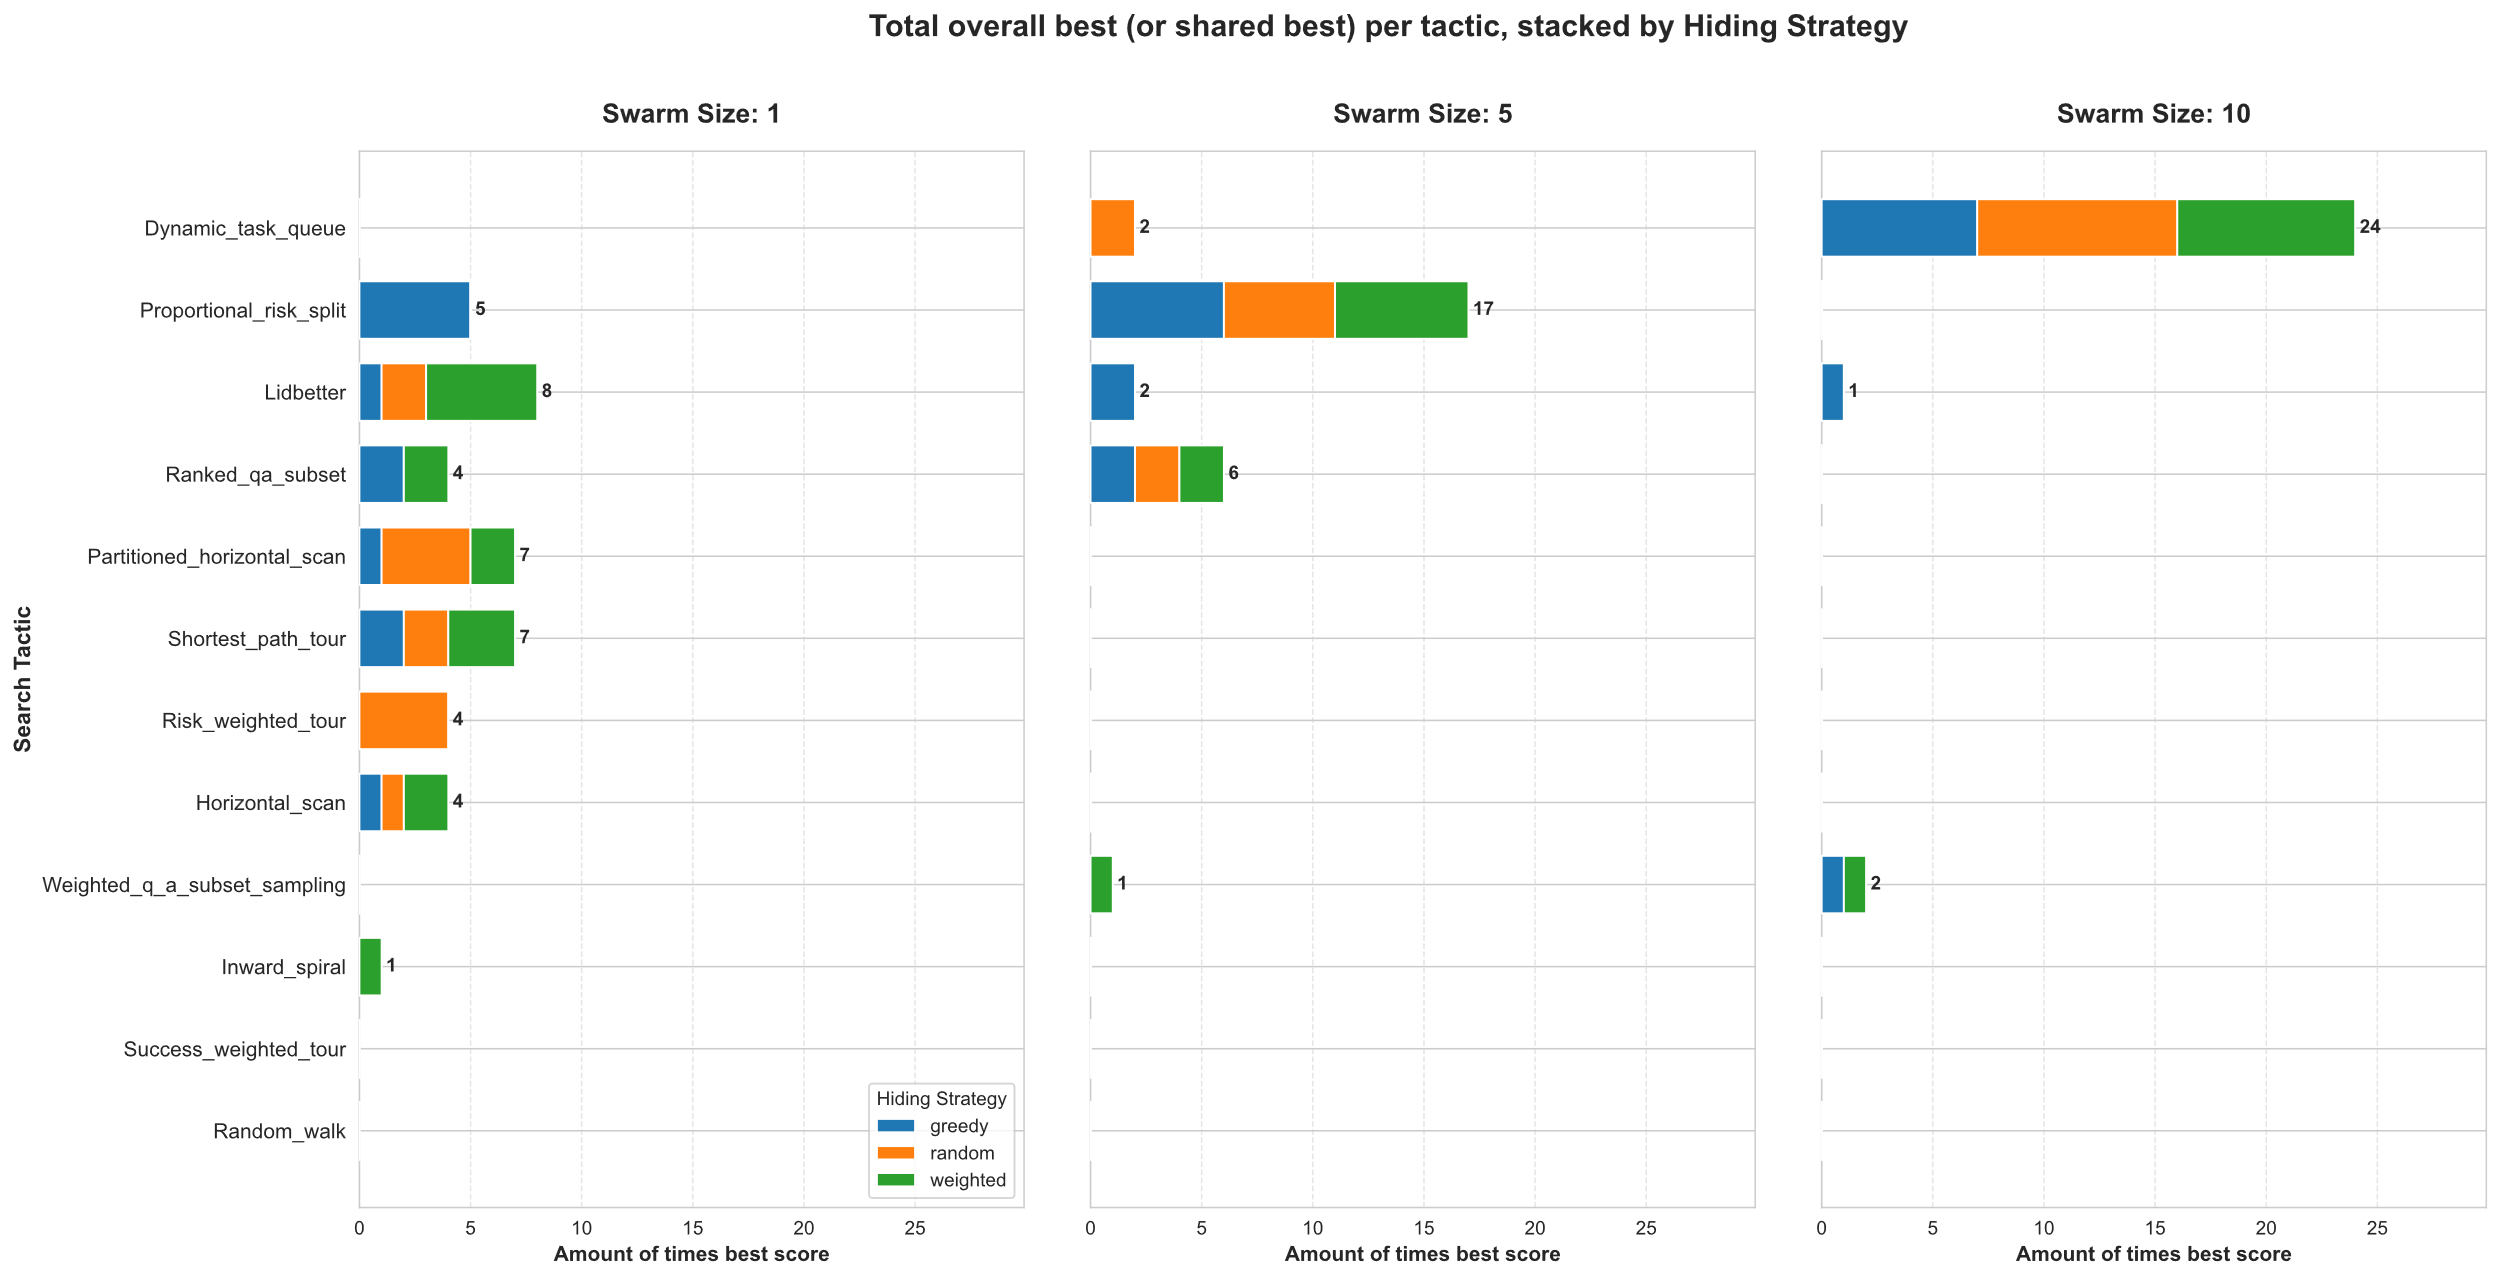 Total overall best (or shared best) per tactic, stacked by Hiding Strategy
Swarm Size: 1
Swarm Size: 5
Swarm Size: 10
Search Tactic
Dynamic_task_queue
2
24
Proportional_risk_split
5
17
Lidbetter
8
2
1
Ranked_qa_subset
4
6
Partitioned_horizontal_scan
7
Shortest_path_tour
7
Risk_weighted_tour
4
Horizontal_scan
4
Weighted_q_a_subset_sampling
1
2
Inward_spiral
1
Success_weighted_tour
Random_walk
Hiding Strategy
greedy
random
weighted
0 5 10 15 20 25
0 5 10 15 20 25
0 5 10 15 20 25
Amount of times best score
Amount of times best score
Amount of times best score